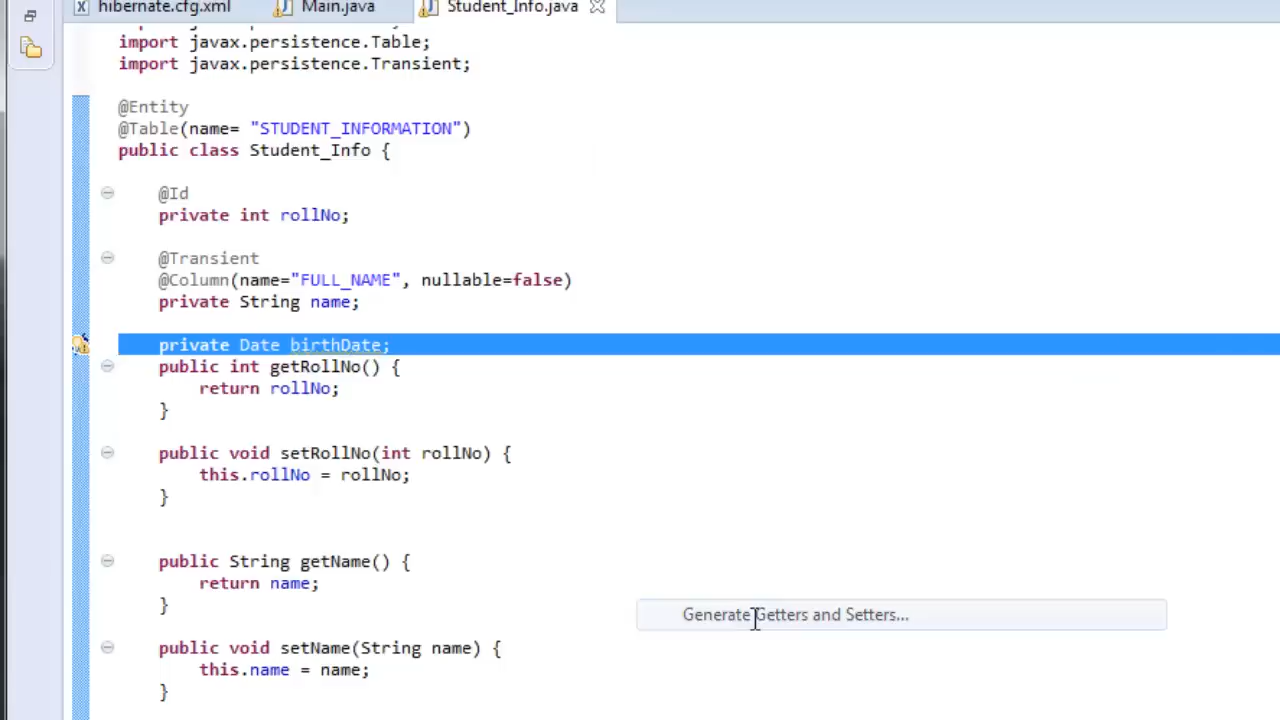 hibernate.cfg.xml
Main.java
Student_Info.java
import javax.persistence.Table;
import javax.persistence.Transient;
@Entity
@Table(name= "STUDENT_INFORMATION")
public class Student_Info {
@Id
private int rollNo;
@Transient
@Column(name="FULL_NAME", nullable=false)
private String name;
private Date birthDate;
public int getRollNo() {
return rollNo;
}
public void setRollNo(int rollNo) {
this.rollNo = rollNo;
}
public String getName() {
return name;
}
Generate Getters and Setters...
public void setName(String name) {
this.name = name;
}